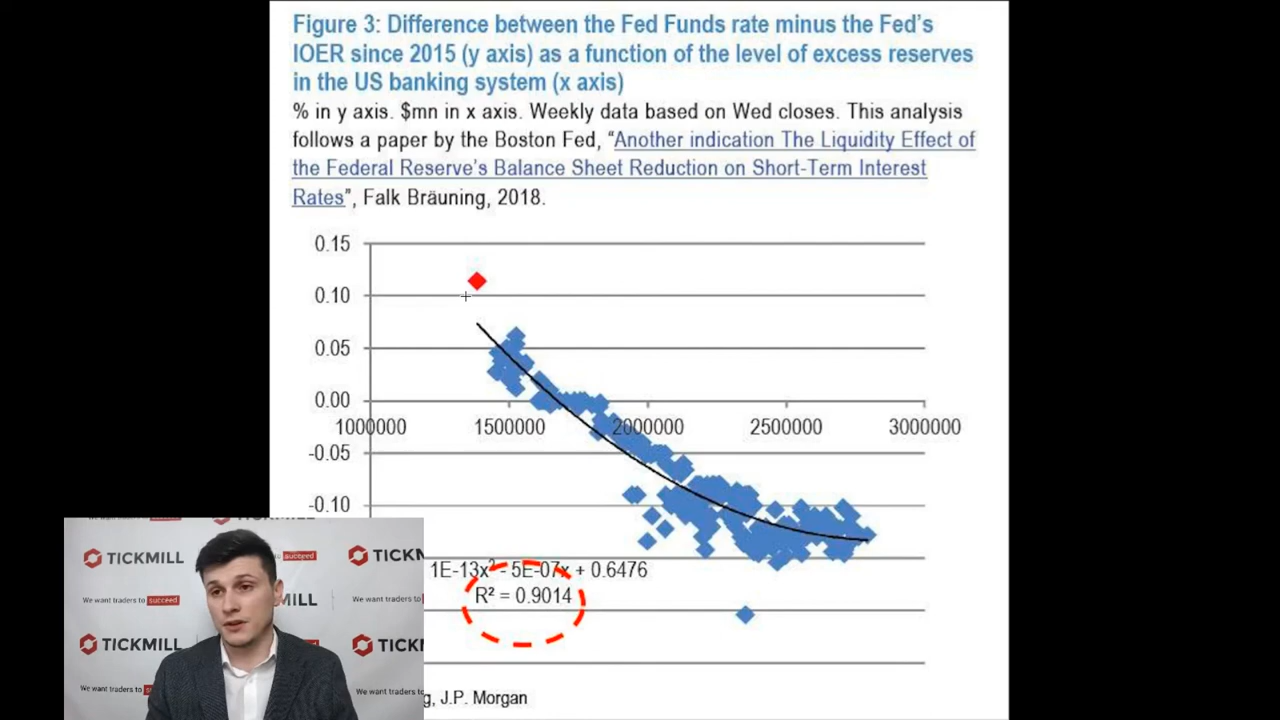 Figure 3: Difference between the Fed Funds rate minus the Fed's
IOER since 2015 (y axis) as a function of the level of excess reserves
in the US banking system (x axis)
% in y axis. $mn in x axis. Weekly data based on Wed closes. This analysis
follows a paper by the Boston Fed, "Another indication The Liquidity Effect of
the Federal Reserve's Balance Sheet Reduction on Short-Term Interest
Rates", Falk Bräuning, 2018.
0.15
0.10
0.05
0.00
1000000 1500000 2000000 2500000 3000000
-0.05
-0.10
1E-13x² - 5E-07x + 0.6476
R² = 0.9014
g, J.P. Morgan
TICKMILL
succeed
TICKM
We want traders to succeed
MILL
We want traders to
TICKMILL
TICKM
We want traders to s
We want traders to